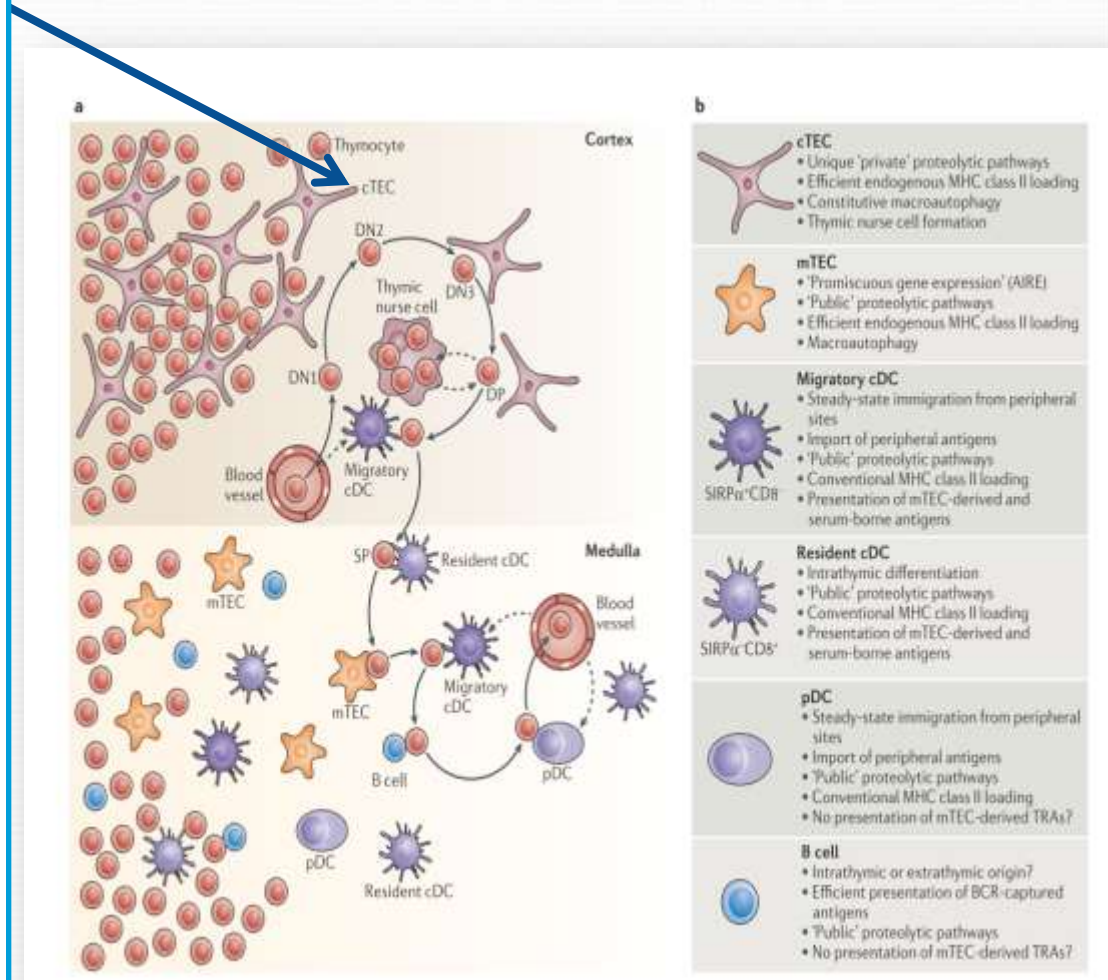 a
Cortex
Thymocyte
cTEC
DN2
DN3
Thymic
nurse cell
DN1
DP
Blood
vessel
Migratory
cDC
Medulla
SP
Resident cDC
mTEC
Blood
vessel
mTEC
Migratory
cDC
B cell
pDC
pDC
Resident cDC
b
cTEC
• Unique 'private' proteolytic pathways
• Efficient endogenous MHC class II loading
• Constitutive macroautophagy
• Thymic nurse cell formation
mTEC
• 'Promiscuous gene expression' (AIRE)
• 'Public' proteolytic pathways
• Efficient endogenous MHC class II loading
• Macroautophagy
Migratory cDC
• Steady-state immigration from peripheral
sites
• Import of peripheral antigens
• 'Public' proteolytic pathways
• Conventional MHC class II loading
• Presentation of mTEC-derived and
serum-borne antigens
SIRPα⁺CD8⁻
Resident cDC
• Intrathymic differentiation
• 'Public' proteolytic pathways
• Conventional MHC class II loading
• Presentation of mTEC-derived and
serum-borne antigens
SIRPα⁻CD8⁺
pDC
• Steady-state immigration from peripheral
sites
• Import of peripheral antigens
• 'Public' proteolytic pathways
• Conventional MHC class II loading
• No presentation of mTEC-derived TRAs?
B cell
• Intrathymic or extrathymic origin?
• Efficient presentation of BCR-captured
antigens
• 'Public' proteolytic pathways
• No presentation of mTEC-derived TRAs?